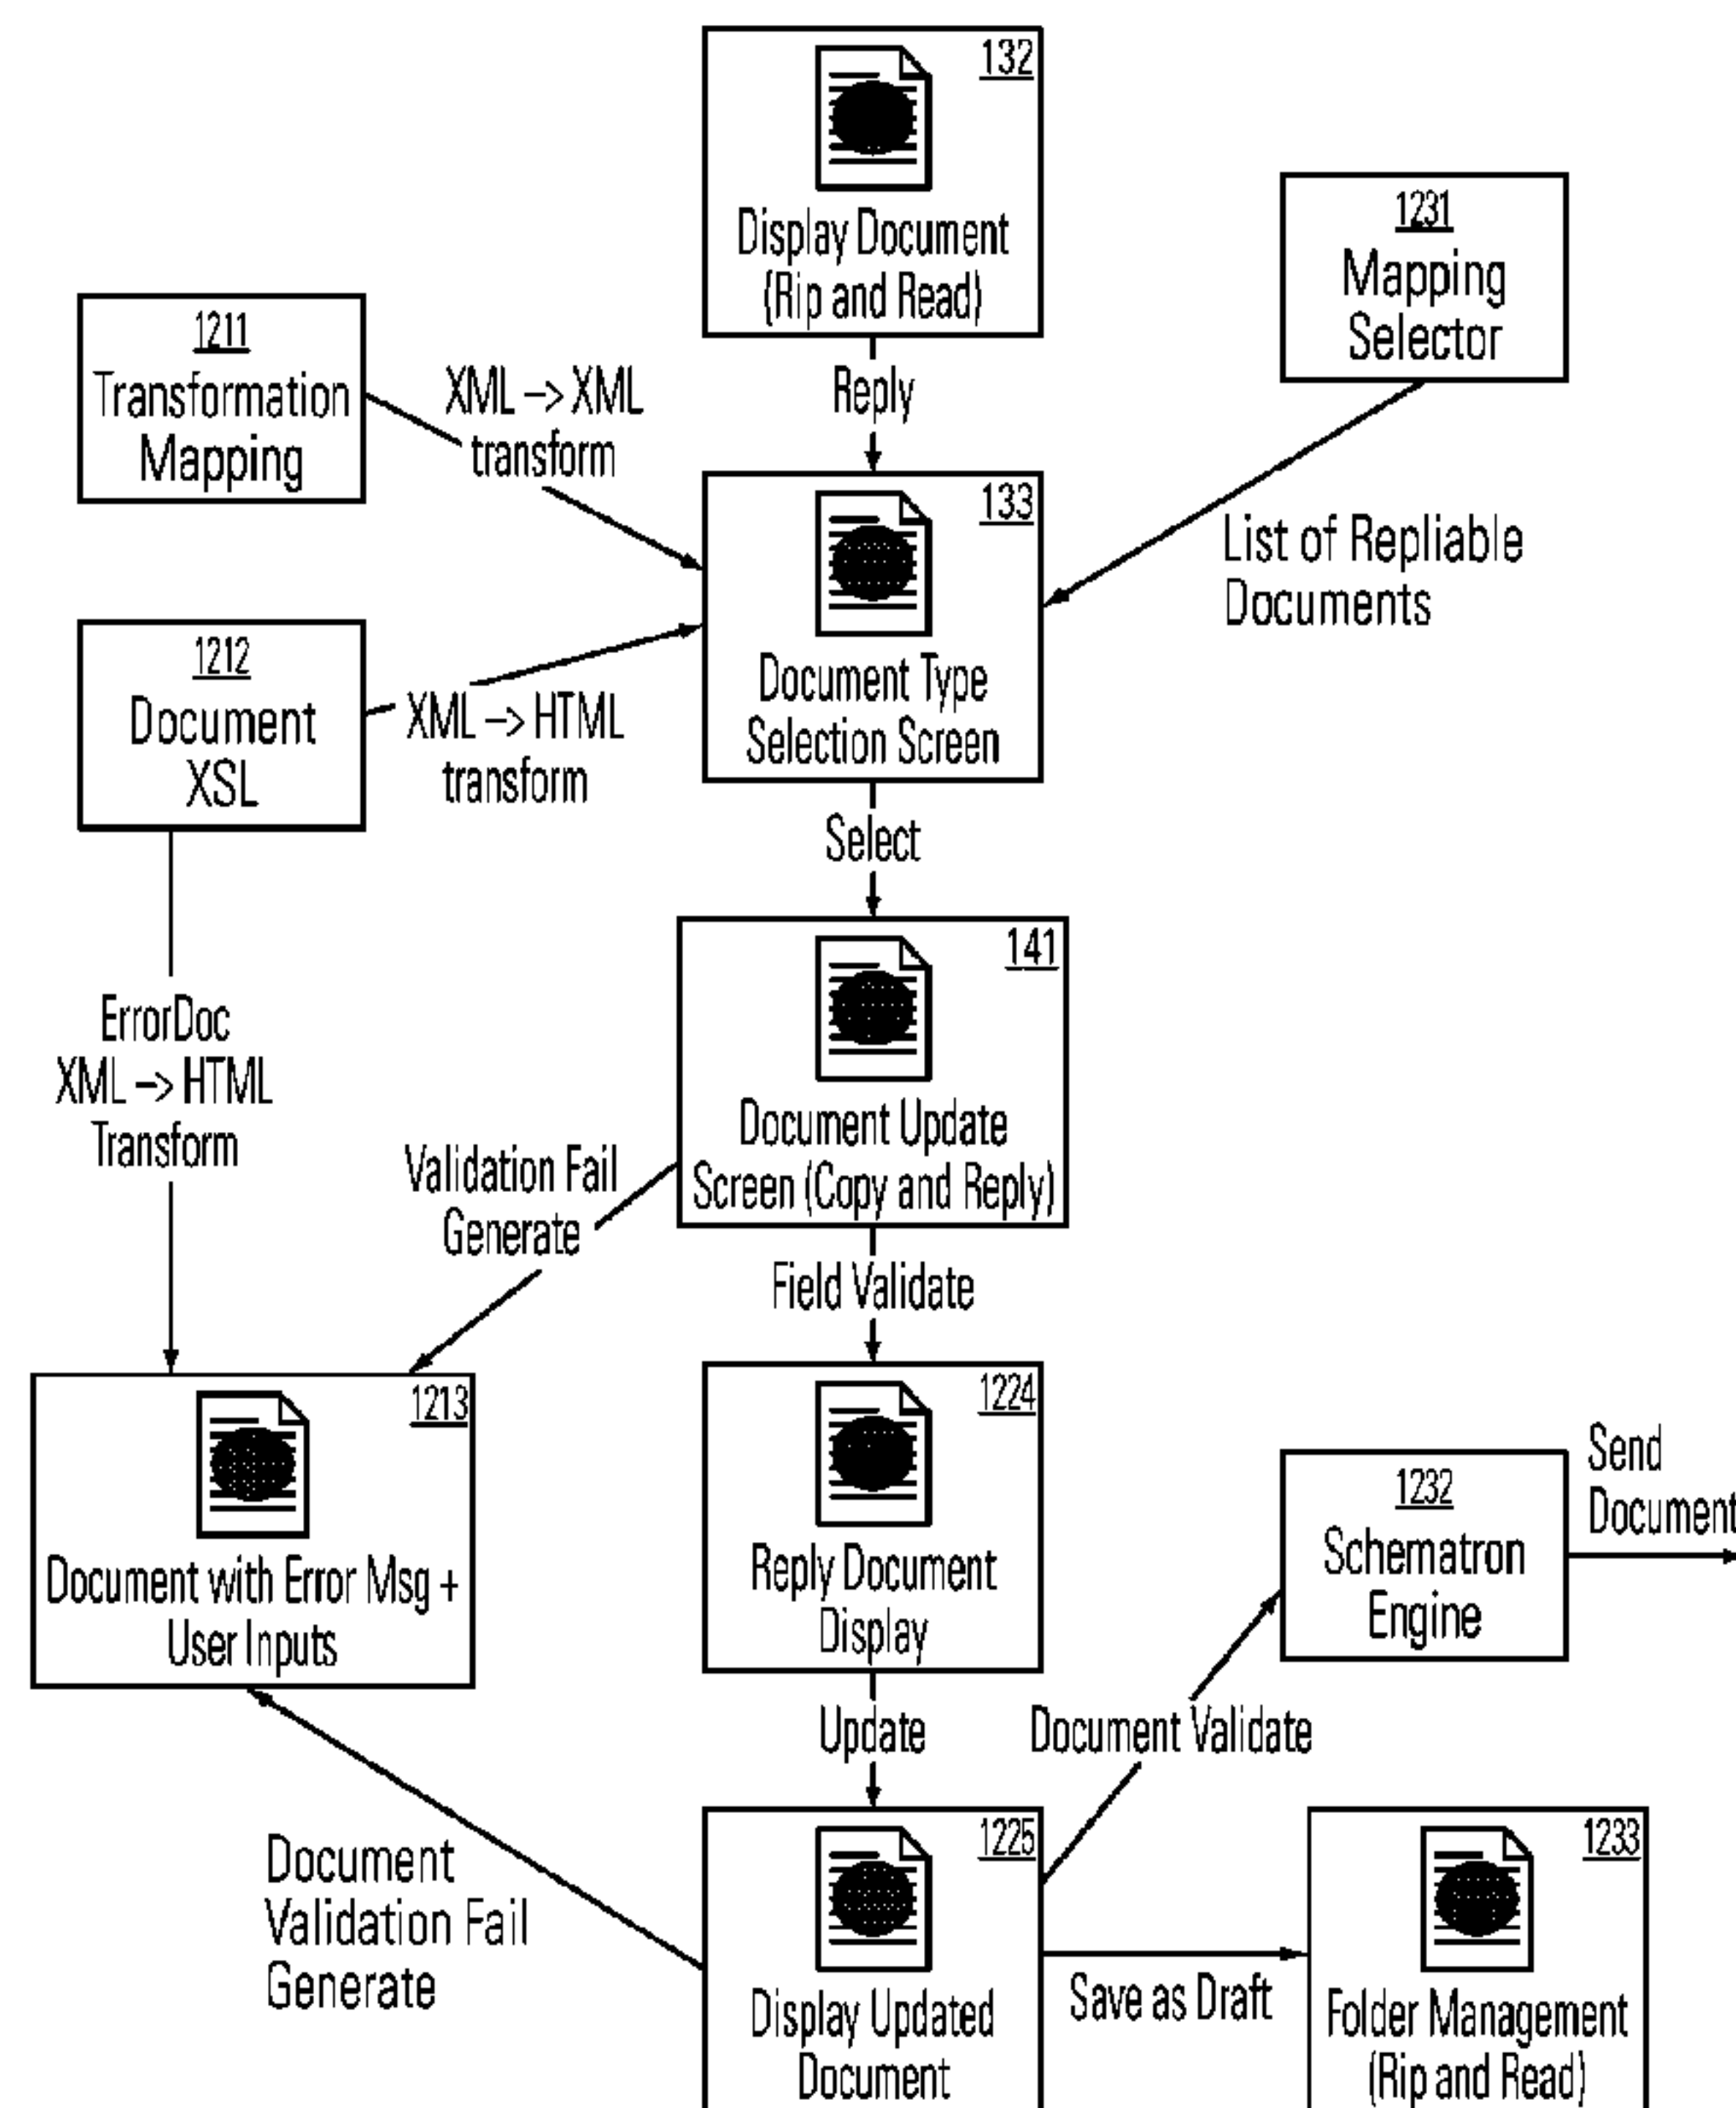 132
Display Document
(Rip and Read)
1231
Mapping
Selector
1211
Transformation
Mapping
XML –> XML
transform
Reply
133
Document Type
Selection Screen
List of Repliable
Documents
1212
Document
XSL
XML –> HTML
transform
Select
141
Document Update
Screen (Copy and Reply)
ErrorDoc
XML –> HTML
Transform
Validation Fail
Generate
Field Validate
1213
Document with Error Msg +
User Inputs
1224
Reply Document
Display
1232
Schematron
Engine
Send
Document
Update
Document Validate
Document
Validation Fail
Generate
1225
Display Updated
Document
Save as Draft
1233
Folder Management
(Rip and Read)